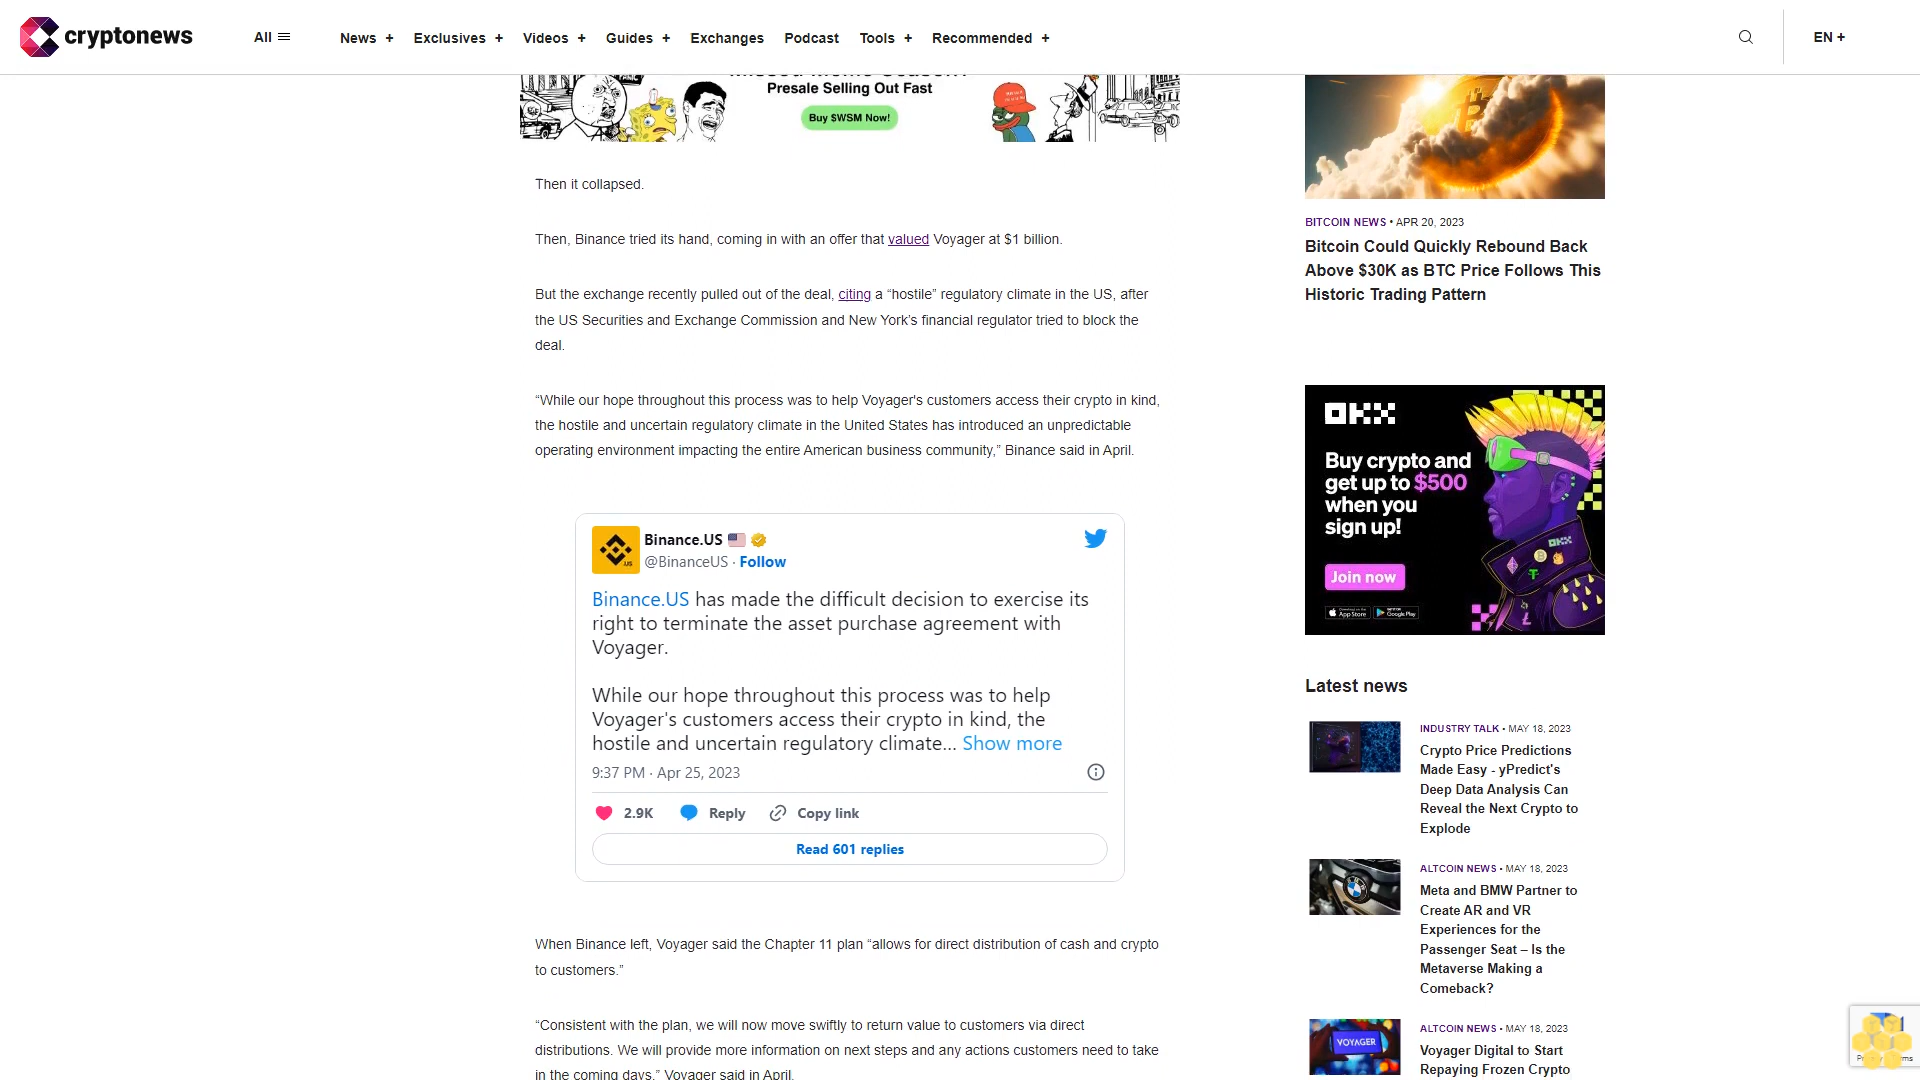 cryptonews
All
News +
Exclusives +
Videos +
Guides +
Exchanges
Podcast
Tools +
Recommended +
EN +
Presale Selling Out Fast
Buy $WSM Now!
Then it collapsed.
Then, Binance tried its hand, coming in with an offer that valued Voyager at $1 billion.
But the exchange recently pulled out of the deal, citing a “hostile” regulatory climate in the US, after
the US Securities and Exchange Commission and New York’s financial regulator tried to block the
deal.
“While our hope throughout this process was to help Voyager's customers access their crypto in kind,
the hostile and uncertain regulatory climate in the United States has introduced an unpredictable
operating environment impacting the entire American business community,” Binance said in April.
Binance.US
@BinanceUS · Follow
Binance.US has made the difficult decision to exercise its
right to terminate the asset purchase agreement with
Voyager.
While our hope throughout this process was to help
Voyager's customers access their crypto in kind, the
hostile and uncertain regulatory climate... Show more
9:37 PM · Apr 25, 2023
2.9K
Reply
Copy link
Read 601 replies
When Binance left, Voyager said the Chapter 11 plan “allows for direct distribution of cash and crypto
to customers.”
“Consistent with the plan, we will now move swiftly to return value to customers via direct
distributions. We will provide more information on next steps and any actions customers need to take
in the coming days,” Voyager said in April.
BITCOIN NEWS • APR 20, 2023
Bitcoin Could Quickly Rebound Back
Above $30K as BTC Price Follows This
Historic Trading Pattern
OKX
Buy crypto and
get up to $500
when you
sign up!
Join now
App Store
Google Play
Latest news
INDUSTRY TALK • MAY 18, 2023
Crypto Price Predictions
Made Easy - yPredict's
Deep Data Analysis Can
Reveal the Next Crypto to
Explode
ALTCOIN NEWS • MAY 18, 2023
Meta and BMW Partner to
Create AR and VR
Experiences for the
Passenger Seat – Is the
Metaverse Making a
Comeback?
VOYAGER
ALTCOIN NEWS • MAY 18, 2023
Voyager Digital to Start
Repaying Frozen Crypto